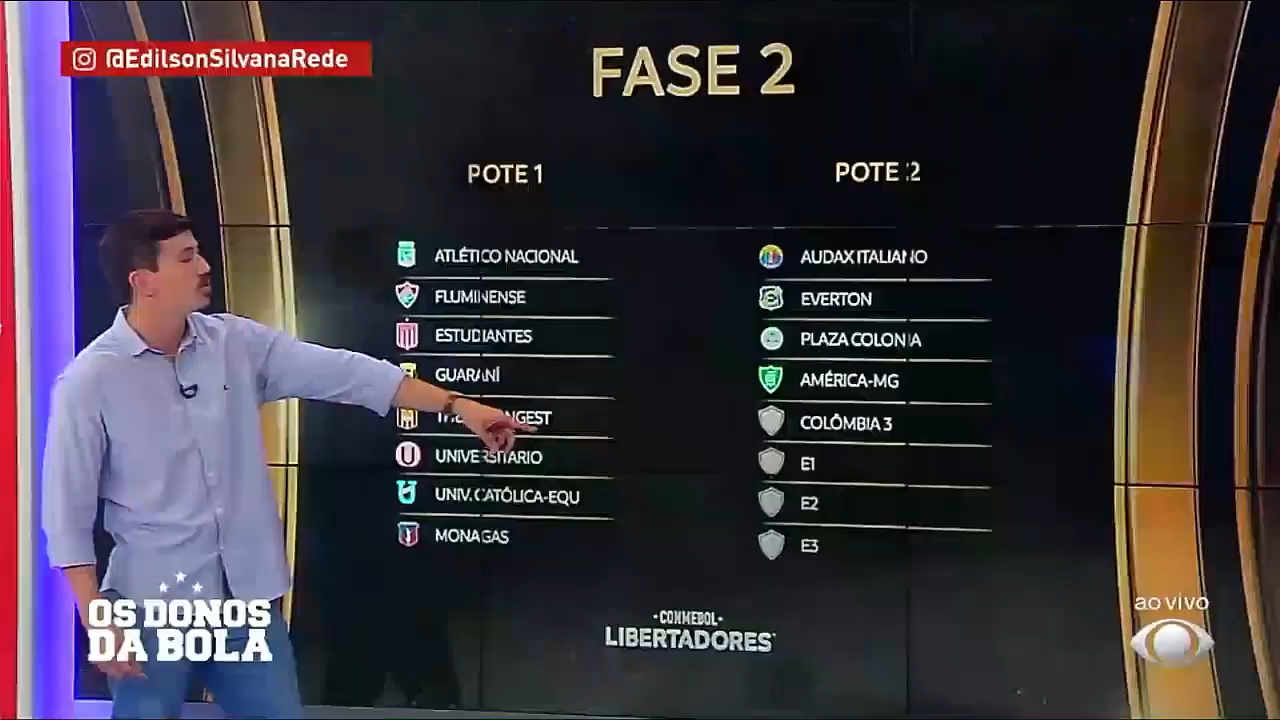 @EdilsonSilvanaRede
FASE 2
POTE 1
ATLÉTICO NACIONAL
FLUMINENSE
ESTUDIANTES
GUARANÍ
UNIVERSITARIO
UNIV. CATÓLICA-EQU
MONAGAS
POTE 2
AUDAX ITALIANO
EVERTON
PLAZA COLONIA
AMÉRICA-MG
COLÔMBIA 3
E1
E2
E3
CONMEBOL
LIBERTADORES
OS DONOS
DA BOLA
ao vivo